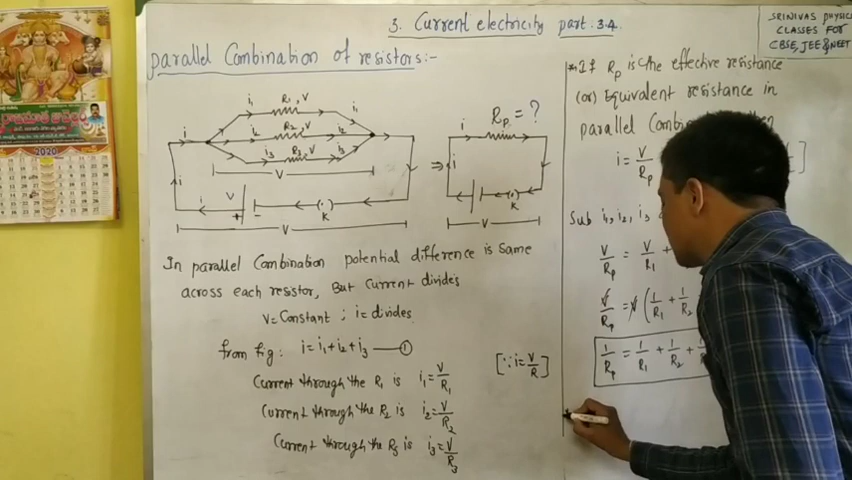 3. Current electricity part. 3.4
SRINIVAS PHYSICS
CLASSES FOR
CBSE, JEE & NEET
parallel Combination of resistors:-
i₁ R₁, V i₁
i i₂ R₂, V i₂
i₃ R₃, V i₃
V
i
i V
+ - K
V
⇒
Rp = ?
i
i
K
V
In parallel Combination potential difference is same
across each resistor, But current divides
V = Constant ; i = divides
from fig: i = i₁ + i₂ + i₃ — ①
Current through the R₁ is i₁ = V/R₁ [∵ i = V/R]
Current through the R₂ is i₂ = V/R₂
Current through the R₃ is i₃ = V/R₃
If Rp is the effective resistance
(or) Equivalent resistance in
parallel
i = V/Rp
Sub i₁, i₂, i₃
V/Rp = V/R₁ +
V/Rp = V (1/R₁ + 1/R₂
1/Rp = 1/R₁ + 1/R₂ +
2020